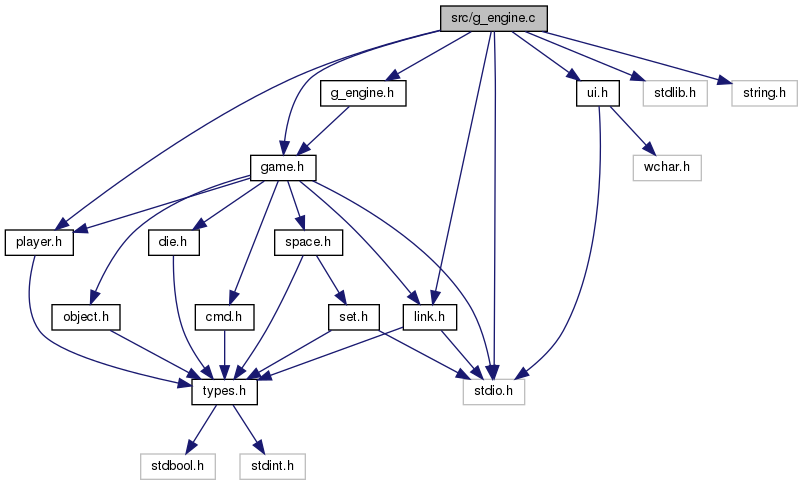 src/g_engine.c
g_engine.h
ui.h
stdlib.h
string.h
game.h
wchar.h
player.h
die.h
space.h
object.h
cmd.h
set.h
link.h
types.h
stdio.h
stdbool.h
stdint.h